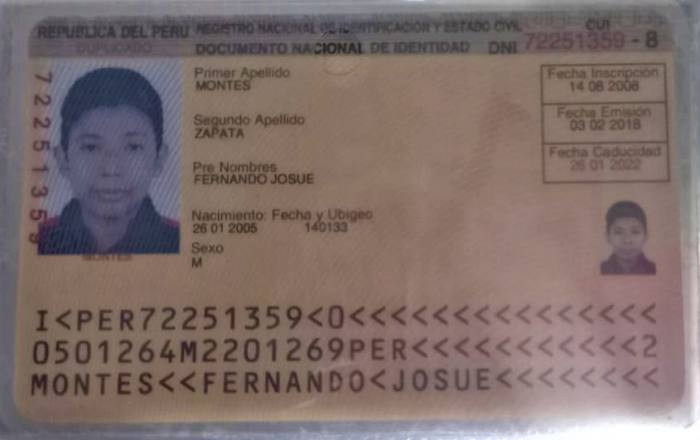 REPUBLICA DEL PERU REGISTRO NACIONAL DE IDENTIFICACION Y ESTADO CIVIL CUI
DUPLICADO DOCUMENTO NACIONAL DE IDENTIDAD DNI 72251359 - 8
72251359
Primer Apellido
MONTES
Segundo Apellido
ZAPATA
Pre Nombres
FERNANDO JOSUE
Nacimiento: Fecha y Ubigeo
26 01 2005 140133
Sexo
M
Fecha Inscripción
14 08 2008
Fecha Emisión
03 02 2018
Fecha Caducidad
26 01 2022
MONTES
I<PER72251359<0<<<<<<<<<<<<<<<
0501264M2201269PER<<<<<<<<<<<2
MONTES<<FERNANDO<JOSUE<<<<<<<<